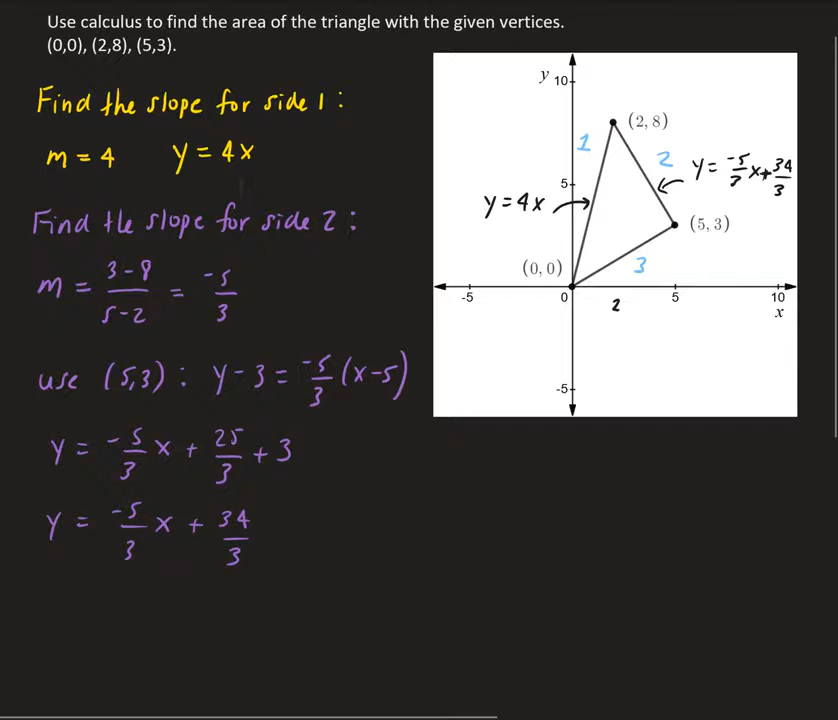 Use calculus to find the area of the triangle with the given vertices.
(0,0), (2,8), (5,3).
Find the slope for side 1 :
m = 4 y = 4x
Find the slope for side 2 :
m = 3-8/5-2 = -5/3
use (5,3) : y-3 = -5/3 (x-5)
y = -5/3 x + 25/3 + 3
y = -5/3 x + 34/3
y 10
(2, 8)
1
2
y = -5/3 x + 34/3
5
y = 4x
(5, 3)
(0, 0)
3
-5 0 2 5 10
x
-5